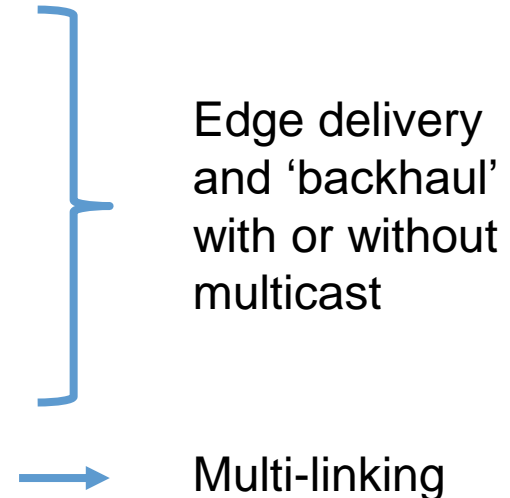 Edge delivery
and ‘backhaul’
with or without
multicast
Multi-linking